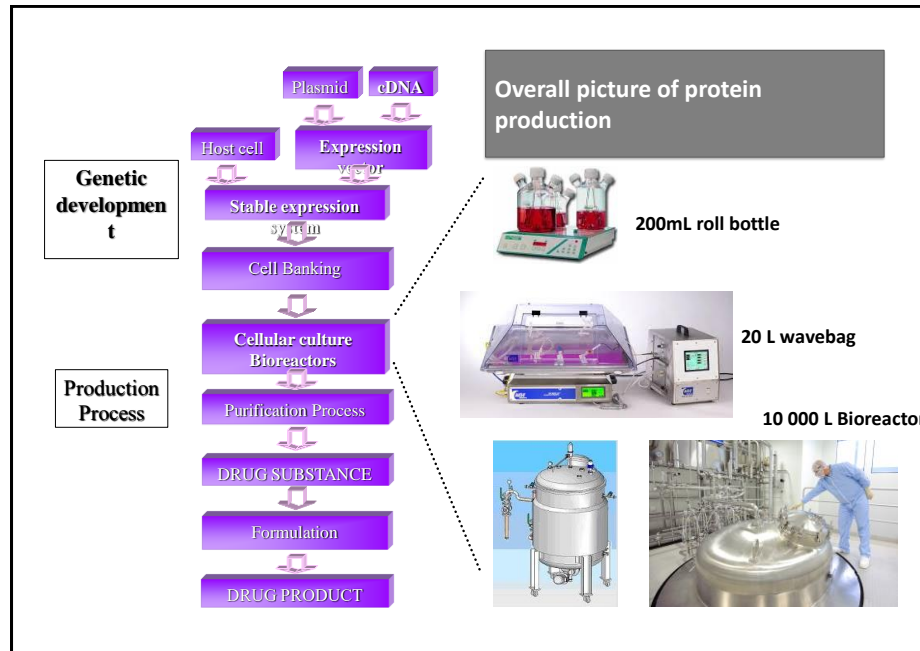 Overall picture of protein
production
Plasmid
cDNA
Host cell
Expression
vector
Genetic
developmen
t
Stable expression
system
Cell Banking
Cellular culture
Bioreactors
Production
Process
Purification Process
DRUG SUBSTANCE
Formulation
DRUG PRODUCT
200mL roll bottle
20 L wavebag
10 000 L Bioreactor